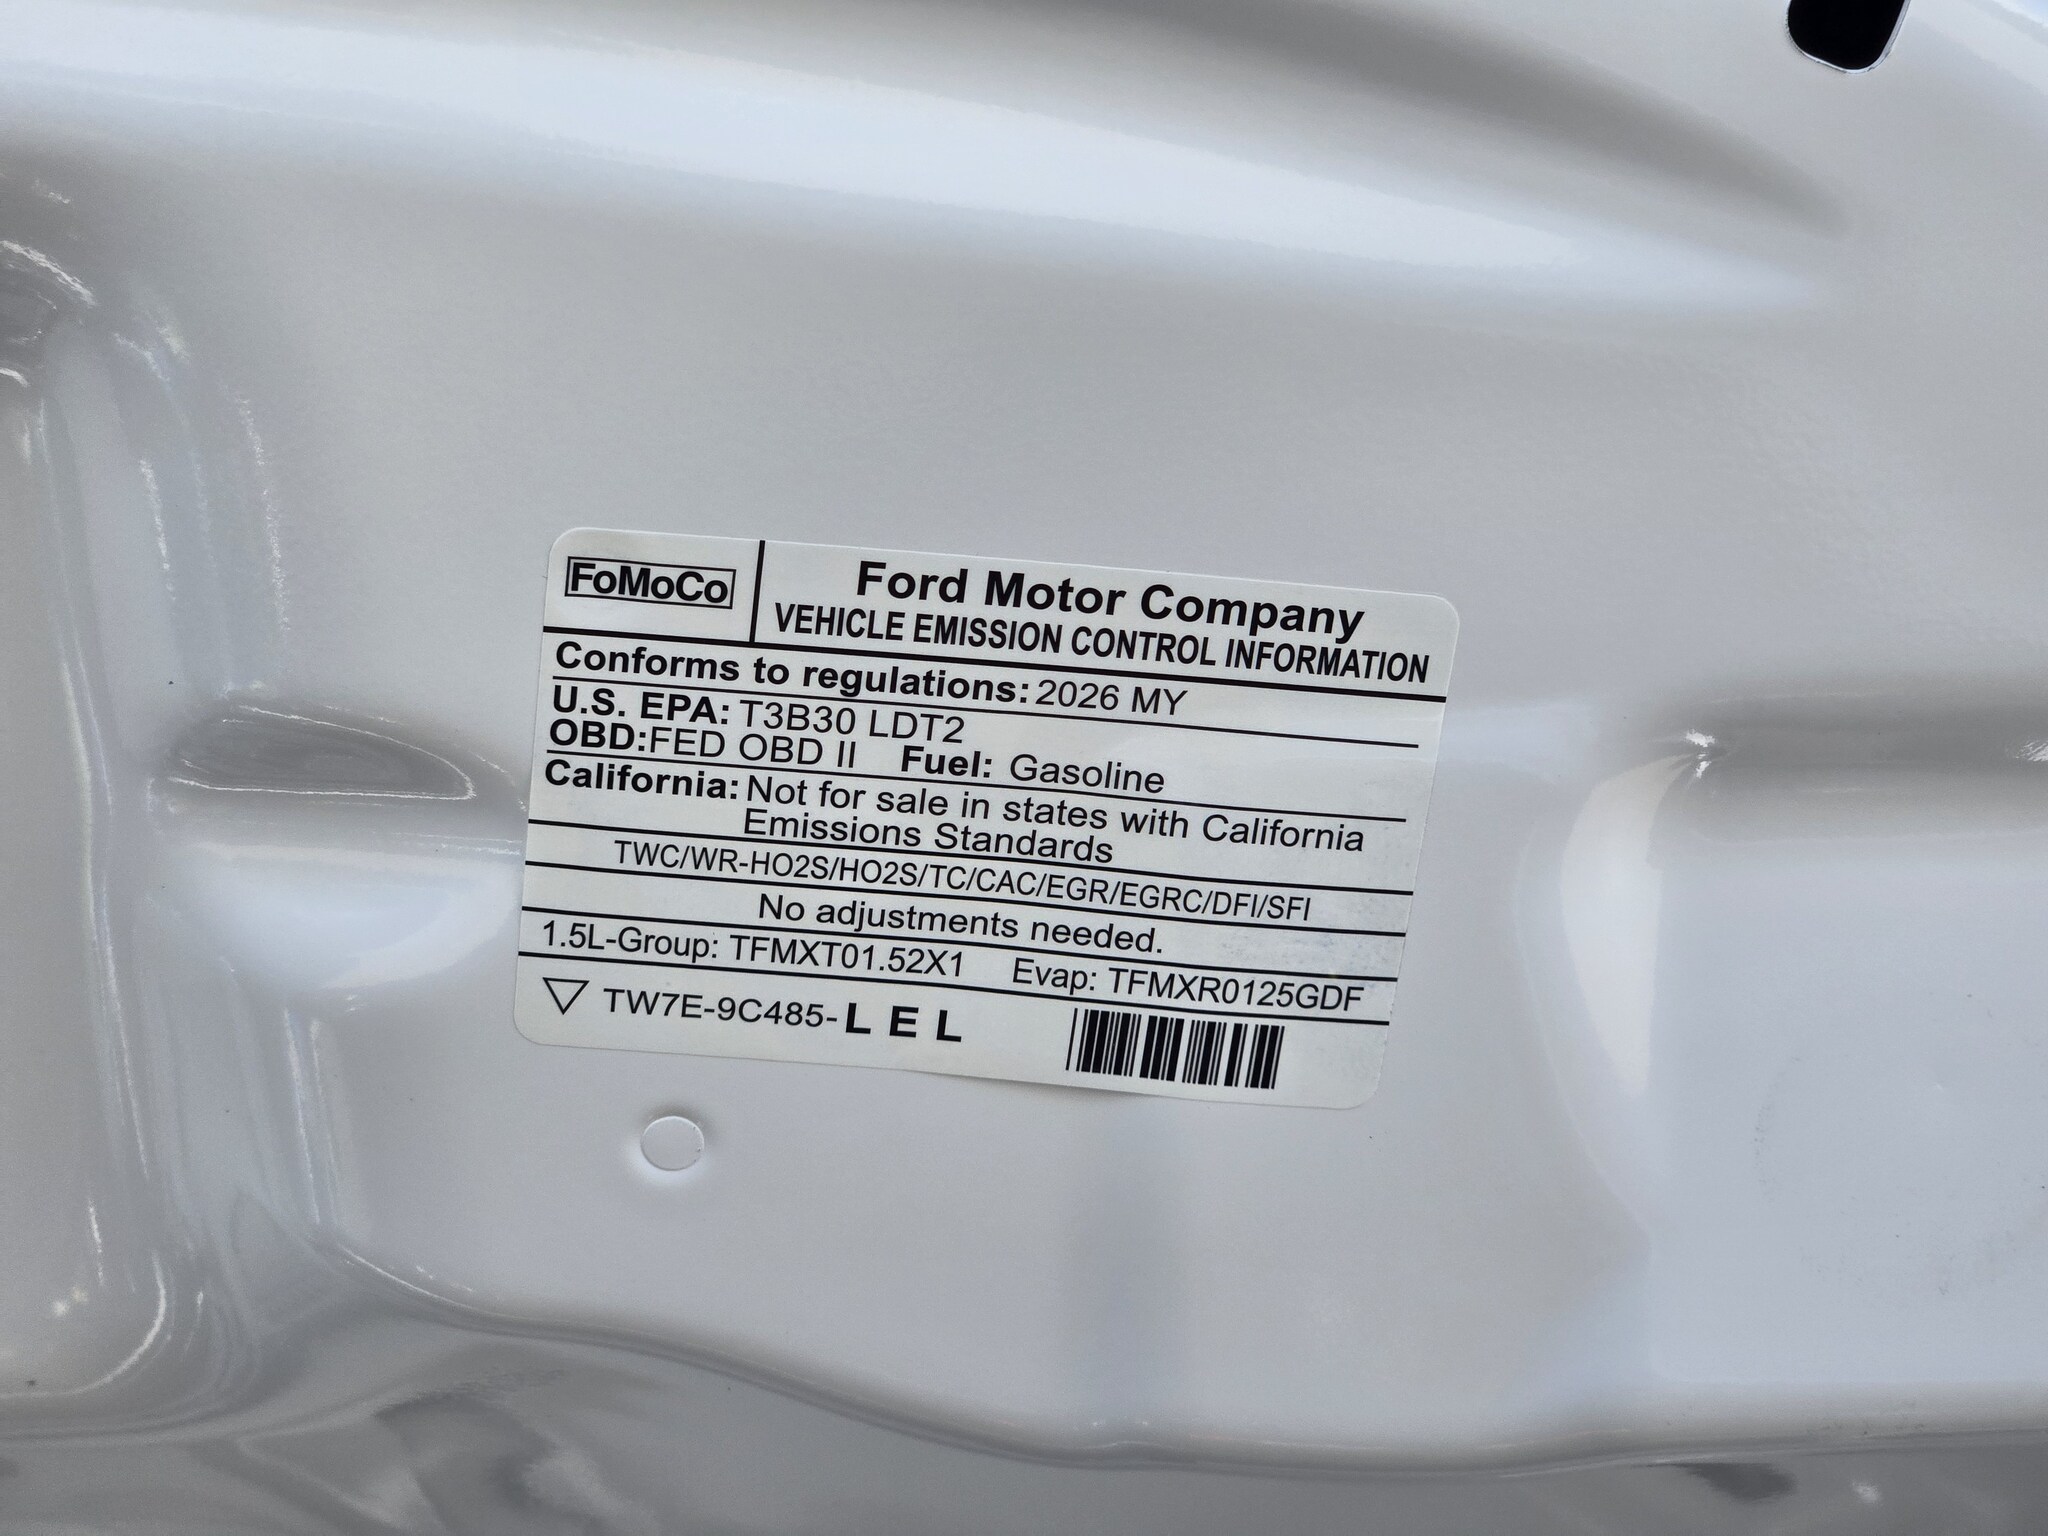 FoMoCo
Ford Motor Company
VEHICLE EMISSION CONTROL INFORMATION
Conforms to regulations: 2026 MY
U.S. EPA: T3B30 LDT2
OBD:FED OBD II Fuel: Gasoline
California: Not for sale in states with California
Emissions Standards
TWC/WR-HO2S/HO2S/TC/CAC/EGR/EGRC/DFI/SFI
No adjustments needed.
1.5L-Group: TFMXT01.52X1 Evap: TFMXR0125GDF
TW7E-9C485-LEL